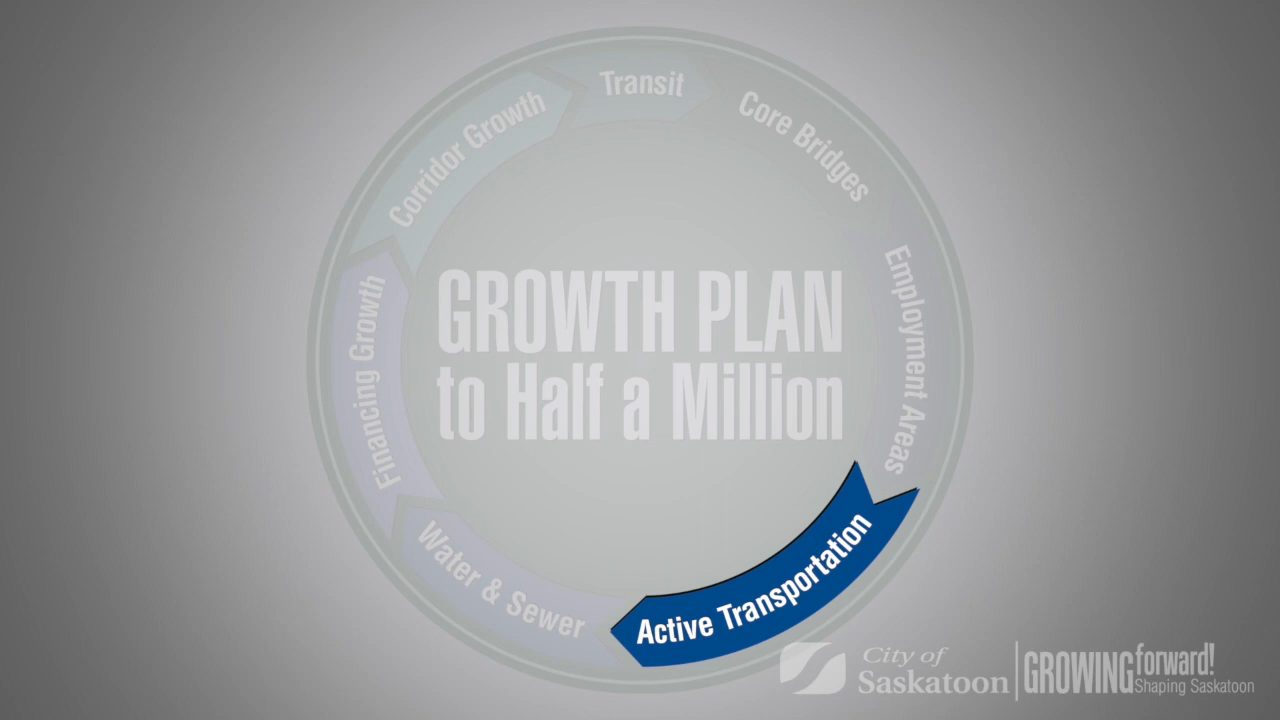 Transit
Core Bridges
Corridor Growth
Employment Areas
Financing Growth
GROWTH PLAN
to Half a Million
Water & Sewer
Active Transportation
City of
Saskatoon
GROWING forward!
Shaping Saskatoon